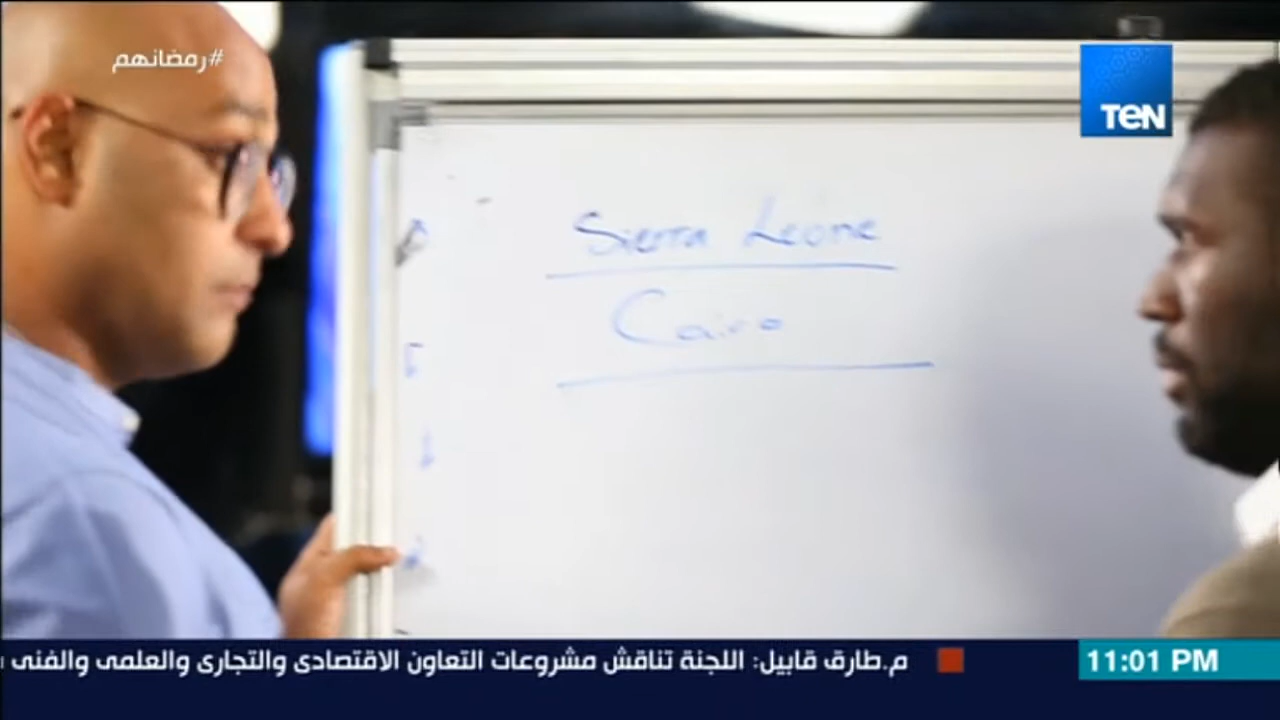 #رمضانهم
TEN
Sierra Leone
Cairo
م.طارق قابيل: اللجنة تناقش مشروعات التعاون الاقتصادى والتجارى والعلمى والفنى
11:01 PM